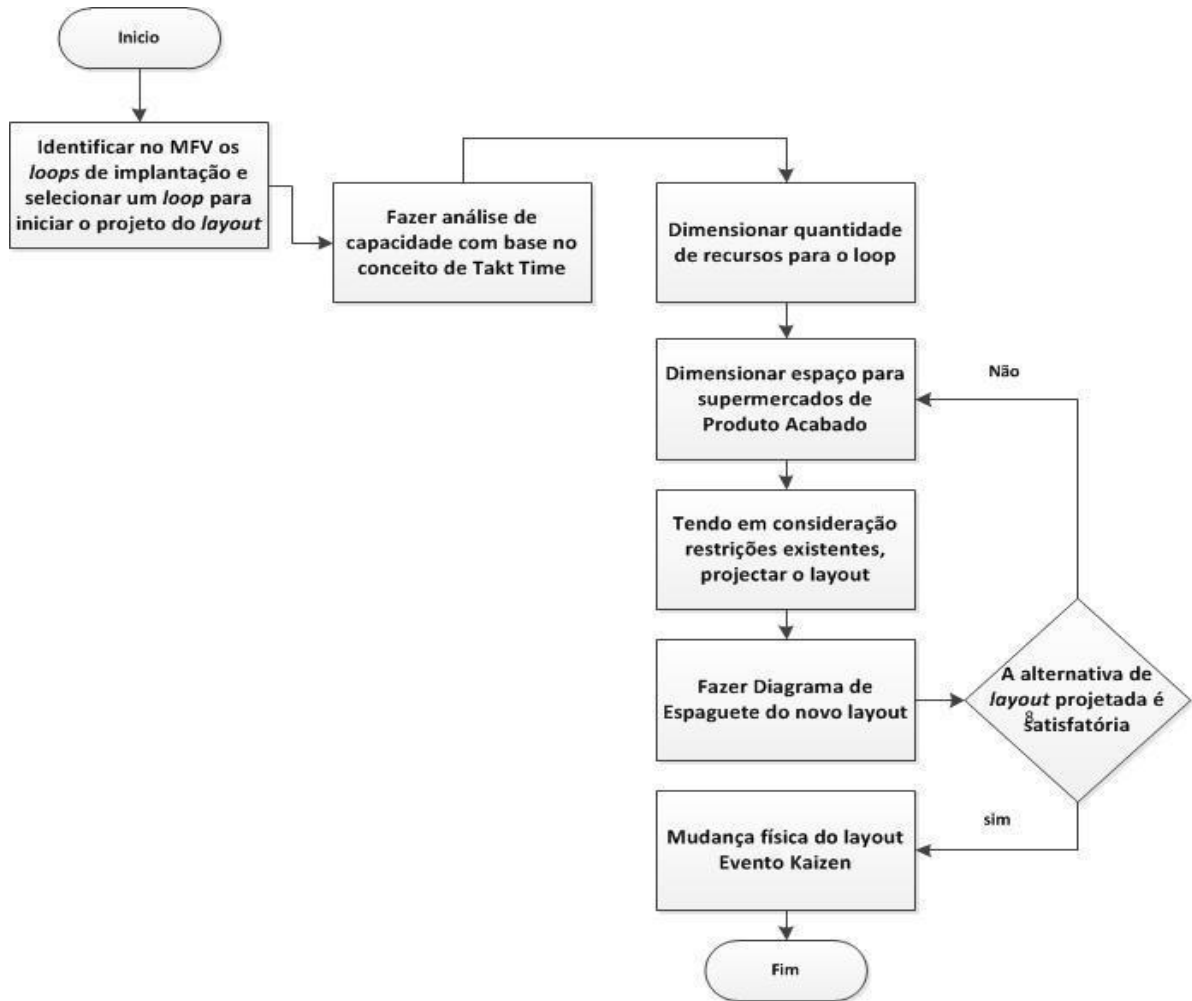 Inicio
Identificar no MFV os
loops de implantação e
selecionar um loop para
iniciar o projeto do layout
Fazer análise de
capacidade com base no
conceito de Takt Time
Dimensionar quantidade
de recursos para o loop
Dimensionar espaço para
supermercados de
Produto Acabado
Não
Tendo em consideração
restrições existentes,
projectar o layout
Fazer Diagrama de
Espaguete do novo layout
A alternativa de
layout projetada é
8
satisfatória
sim
Mudança física do layout
Evento Kaizen
Fim